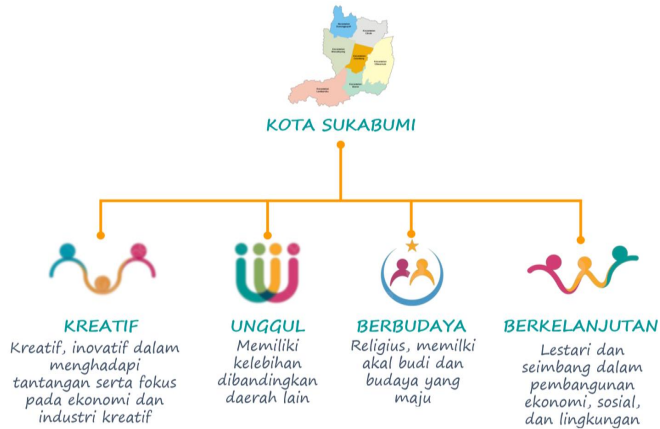 KOTA SUKABUMI
KREATIF
Kreatif, inovatif dalam
menghadapi
tantangan serta fokus
pada ekonomi dan
industri kreatif
UNGGUL
Memiliki
kelebihan
dibandingkan
daerah lain
BERBUDAYA
Religius, memilki
akal budi dan
budaya yang
maju
BERKELANJUTAN
Lestari dan
seimbang dalam
pembangunan
ekonomi, sosial,
dan lingkungan